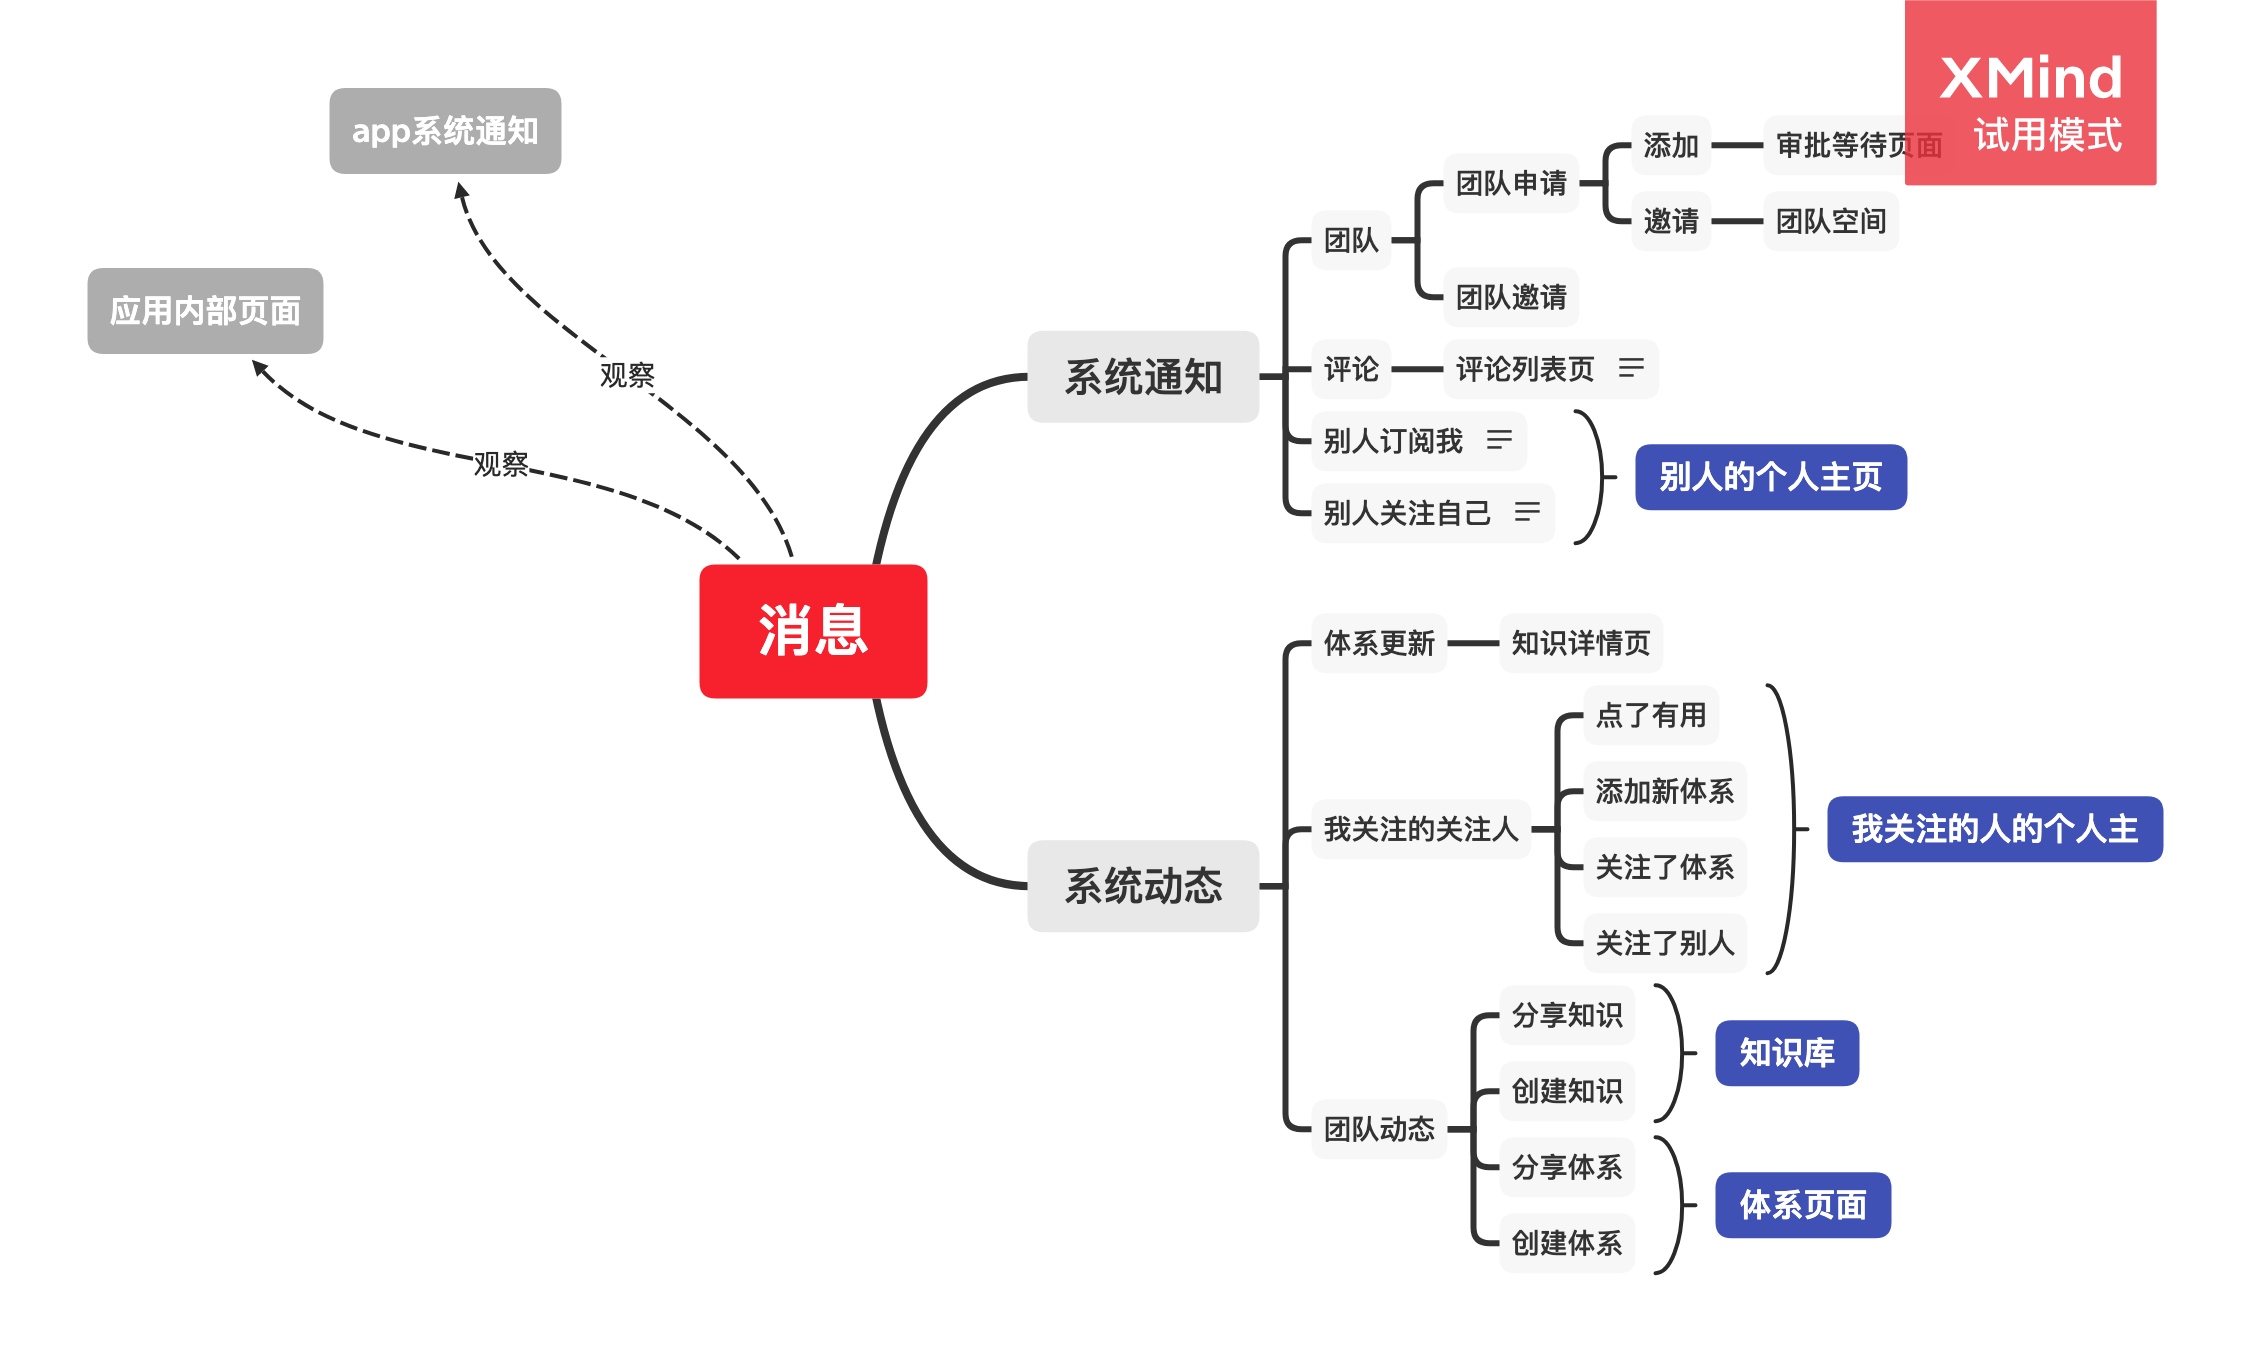 XMind
试用模式
app系统通知
应用内部页面
观察
观察
消息
系统通知
团队
团队申请
添加
审批等待页面
邀请
团队空间
团队邀请
评论
评论列表页
别人订阅我
别人关注自己
别人的个人主页
系统动态
体系更新
知识详情页
我关注的关注人
点了有用
添加新体系
关注了体系
关注了别人
我关注的人的个人主
团队动态
分享知识
创建知识
知识库
分享体系
创建体系
体系页面